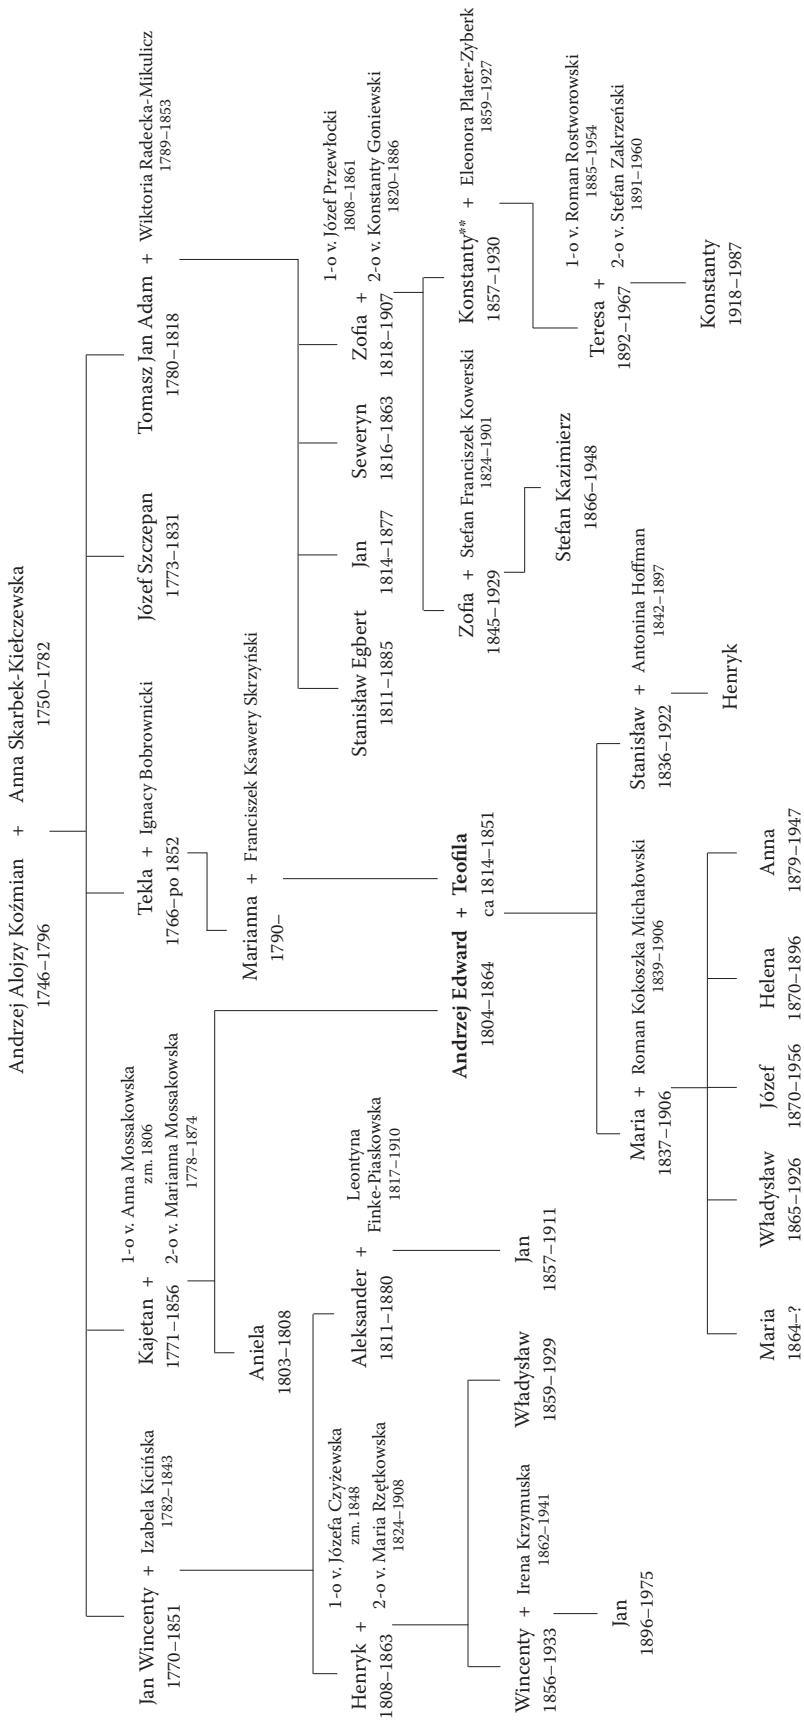 Andrzej Alojzy Koźmian + Anna Skarbek-Kiełczewska
1746–1796 1750–1782
Jan Wincenty + Izabela Kicińska
1770–1851 1782–1843
Kajetan +
1771–1856
1-o v. Anna Mossakowska
zm. 1806
2-o v. Marianna Mossakowska
1778–1874
Tekla + Ignacy Bobrownicki
1766–po 1852
Józef Szczepan
1773–1831
Tomasz Jan Adam + Wiktoria Radecka-Mikulicz
1780–1818 1789–1853
Aniela
1803–1808
Marianna + Franciszek Ksawery Skrzyński
1790–
Henryk +
1808–1863
1-o v. Józefa Czyżewska
zm. 1848
2-o v. Maria Rzętkowska
1824–1908
Aleksander +
1811–1880
Leontyna
Finke-Piaskowska
1817–1910
Stanisław Egbert
1811–1885
Jan
1814–1877
Seweryn
1816–1863
Zofia +
1818–1907
1-o v. Józef Przewłocki
1808–1861
2-o v. Konstanty Goniewski
1820–1886
Andrzej Edward + Teofila
1804–1864 ca 1814–1851
Zofia + Stefan Franciszek Kowerski
1845–1929 1824–1901
Konstanty** + Eleonora Plater-Zyberk
1857–1930 1859–1927
Wincenty + Irena Krzymuska
1856–1933 1862–1941
Władysław
1859–1929
Jan
1857–1911
Stefan Kazimierz
1866–1948
Teresa +
1892–1967
1-o v. Roman Rostworowski
1885–1954
2-o v. Stefan Zakrzeński
1891–1960
Jan
1896–1975
Maria + Roman Kokoszka Michałowski
1837–1906 1839–1906
Stanisław + Antonina Hoffman
1836–1922 1842–1897
Konstanty
1918–1987
Henryk
Maria
1864–?
Władysław
1865–1926
Józef
1870–1956
Helena
1870–1896
Anna
1879–1947